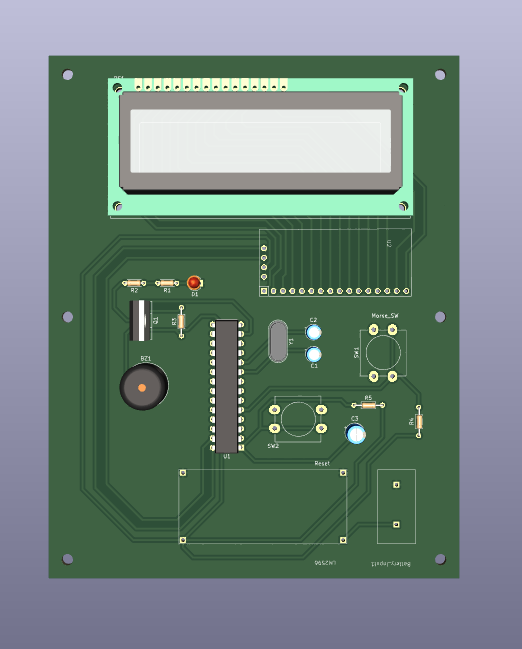 U2
R2
R1
D1
Q1
R3
C2
Y1
C1
Morse_SW
SW1
BZ1
R5
C3
R4
SW2
U1
Reset
LM2596
Battery_Input1